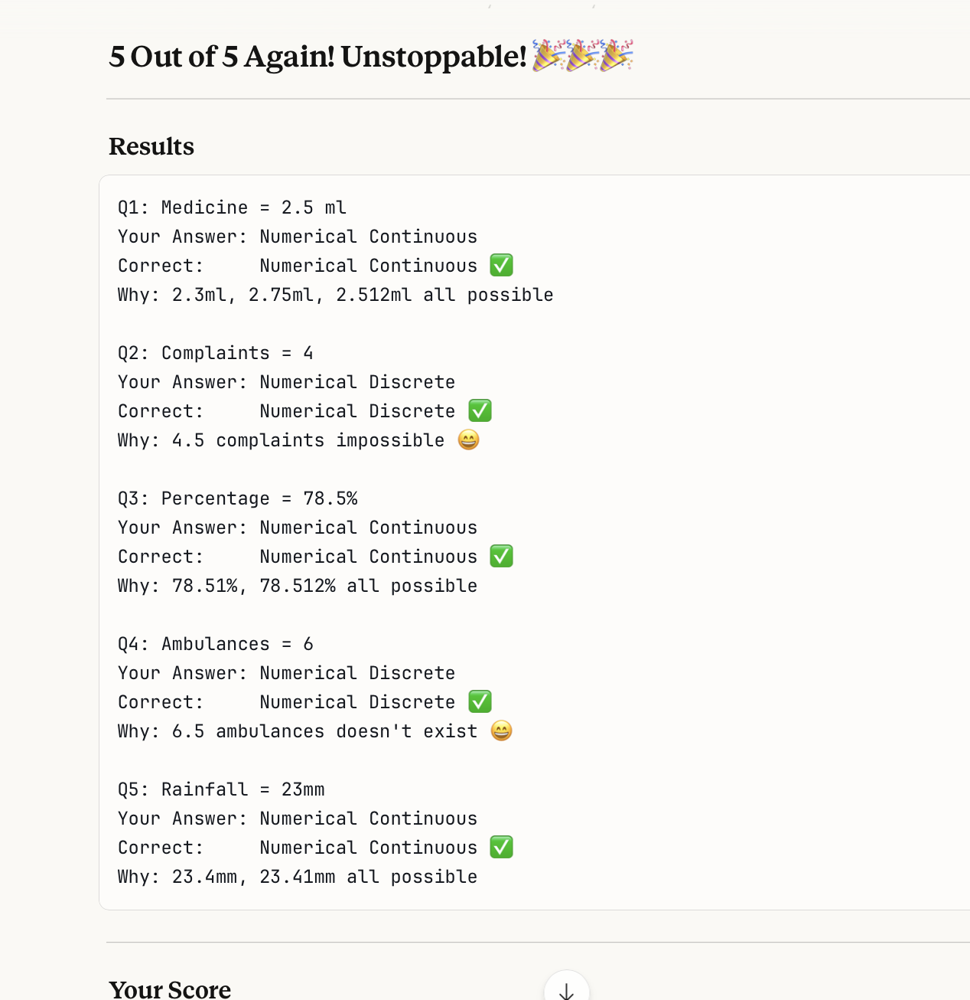 5 Out of 5 Again! Unstoppable! 🎉🎉🎉
Results
Q1: Medicine = 2.5 ml
Your Answer: Numerical Continuous
Correct:     Numerical Continuous ✅
Why: 2.3ml, 2.75ml, 2.512ml all possible
Q2: Complaints = 4
Your Answer: Numerical Discrete
Correct:     Numerical Discrete ✅
Why: 4.5 complaints impossible 😄
Q3: Percentage = 78.5%
Your Answer: Numerical Continuous
Correct:     Numerical Continuous ✅
Why: 78.51%, 78.512% all possible
Q4: Ambulances = 6
Your Answer: Numerical Discrete
Correct:     Numerical Discrete ✅
Why: 6.5 ambulances doesn't exist 😄
Q5: Rainfall = 23mm
Your Answer: Numerical Continuous
Correct:     Numerical Continuous ✅
Why: 23.4mm, 23.41mm all possible
Your Score